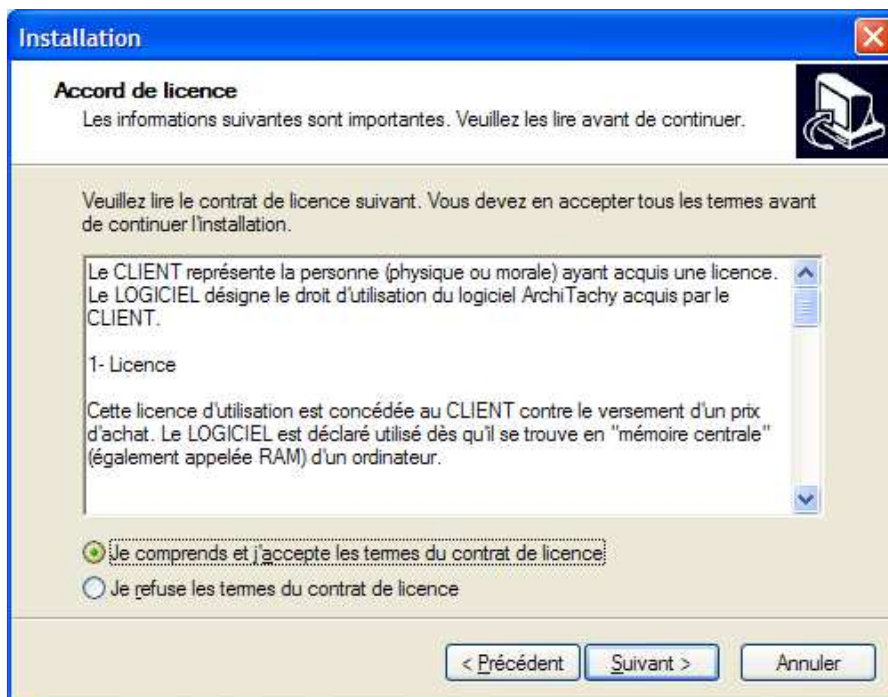 Installation
Accord de licence
Les informations suivantes sont importantes. Veuillez les lire avant de continuer.
Veuillez lire le contrat de licence suivant. Vous devez en accepter tous les termes avant
de continuer l'installation.
Le CLIENT représente la personne (physique ou morale) ayant acquis une licence.
Le LOGICIEL désigne le droit d'utilisation du logiciel ArchiTachy acquis par le
CLIENT.
1- Licence
Cette licence d'utilisation est concédée au CLIENT contre le versement d'un prix
d'achat. Le LOGICIEL est déclaré utilisé dès qu'il se trouve en "mémoire centrale"
(également appelée RAM) d'un ordinateur.
Je comprends et j'accepte les termes du contrat de licence
Je refuse les termes du contrat de licence
< Précédent Suivant > Annuler